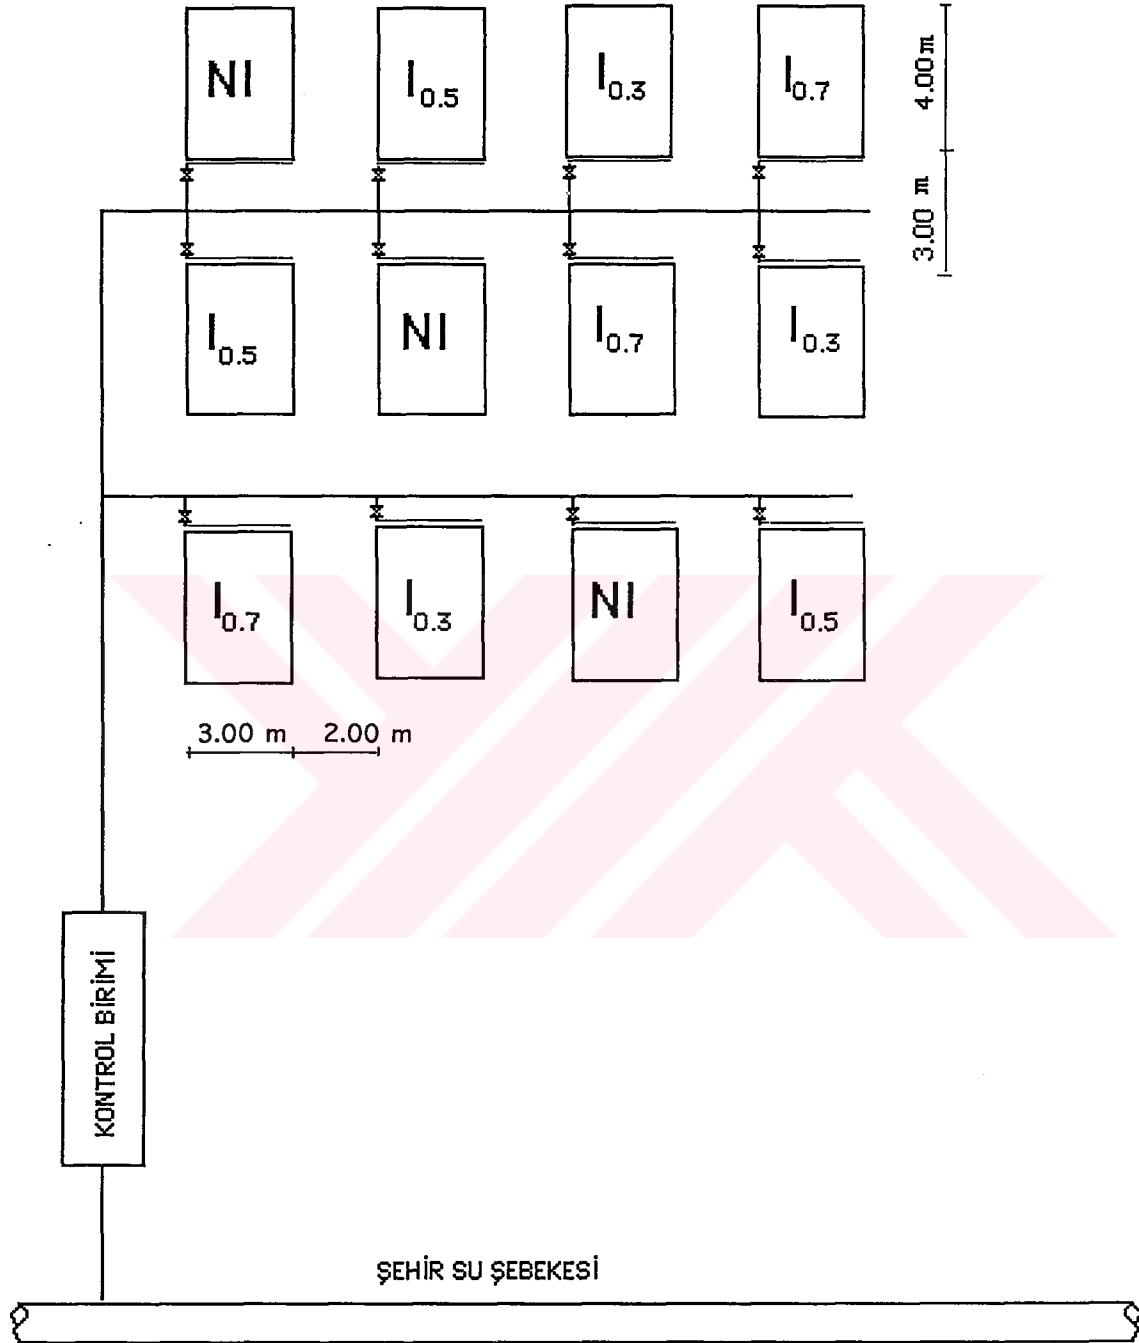 NI I0.5 I0.3 I0.7
4.00m
3.00 m
I0.5 NI I0.7 I0.3
I0.7 I0.3 NI I0.5
3.00 m 2.00 m
KONTROL BİRİMİ
ŞEHİR SU ŞEBEKESİ